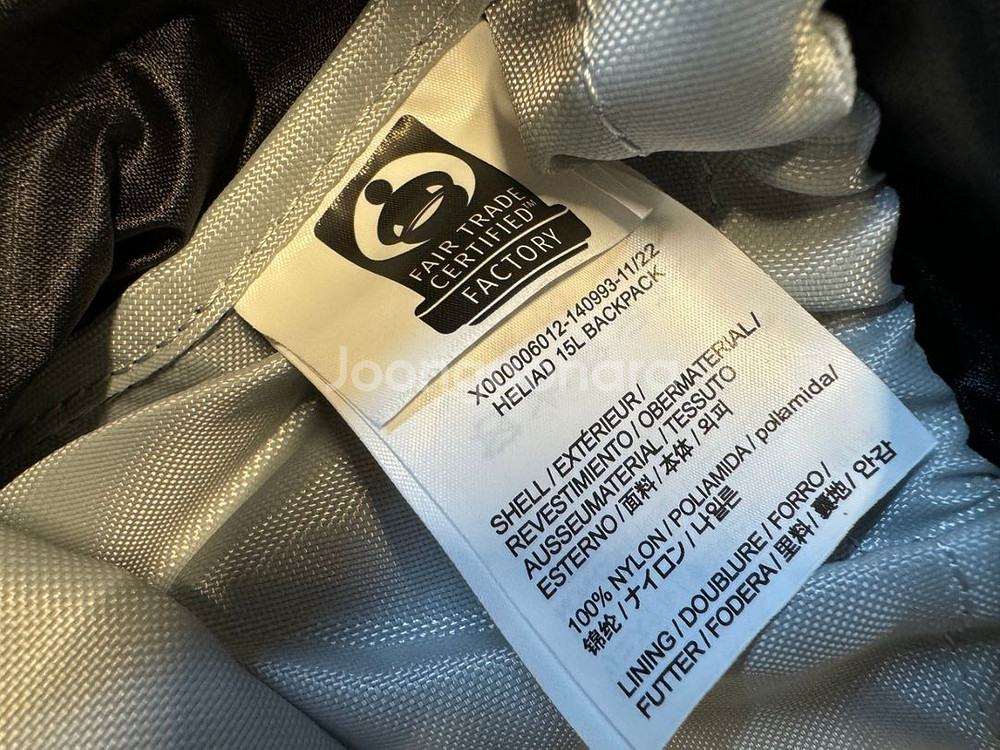 FAIR TRADE
CERTIFIED™
FACTORY
X000006012-140993-11/22
HELIAD 15L BACKPACK
SHELL / EXTÉRIEUR /
REVESTIMIENTO / OBERMATERIAL /
AUSSEUMATERIAL / TESSUTO
ESTERNO / 面料 / 本体 / 외피
100% NYLON / POLIAMIDA / poliamida/
锦纶 / ナイロン / 나일론
LINING / DOUBLURE / FORRO /
FUTTER / FODERA / 里料 / 裏地 / 안감